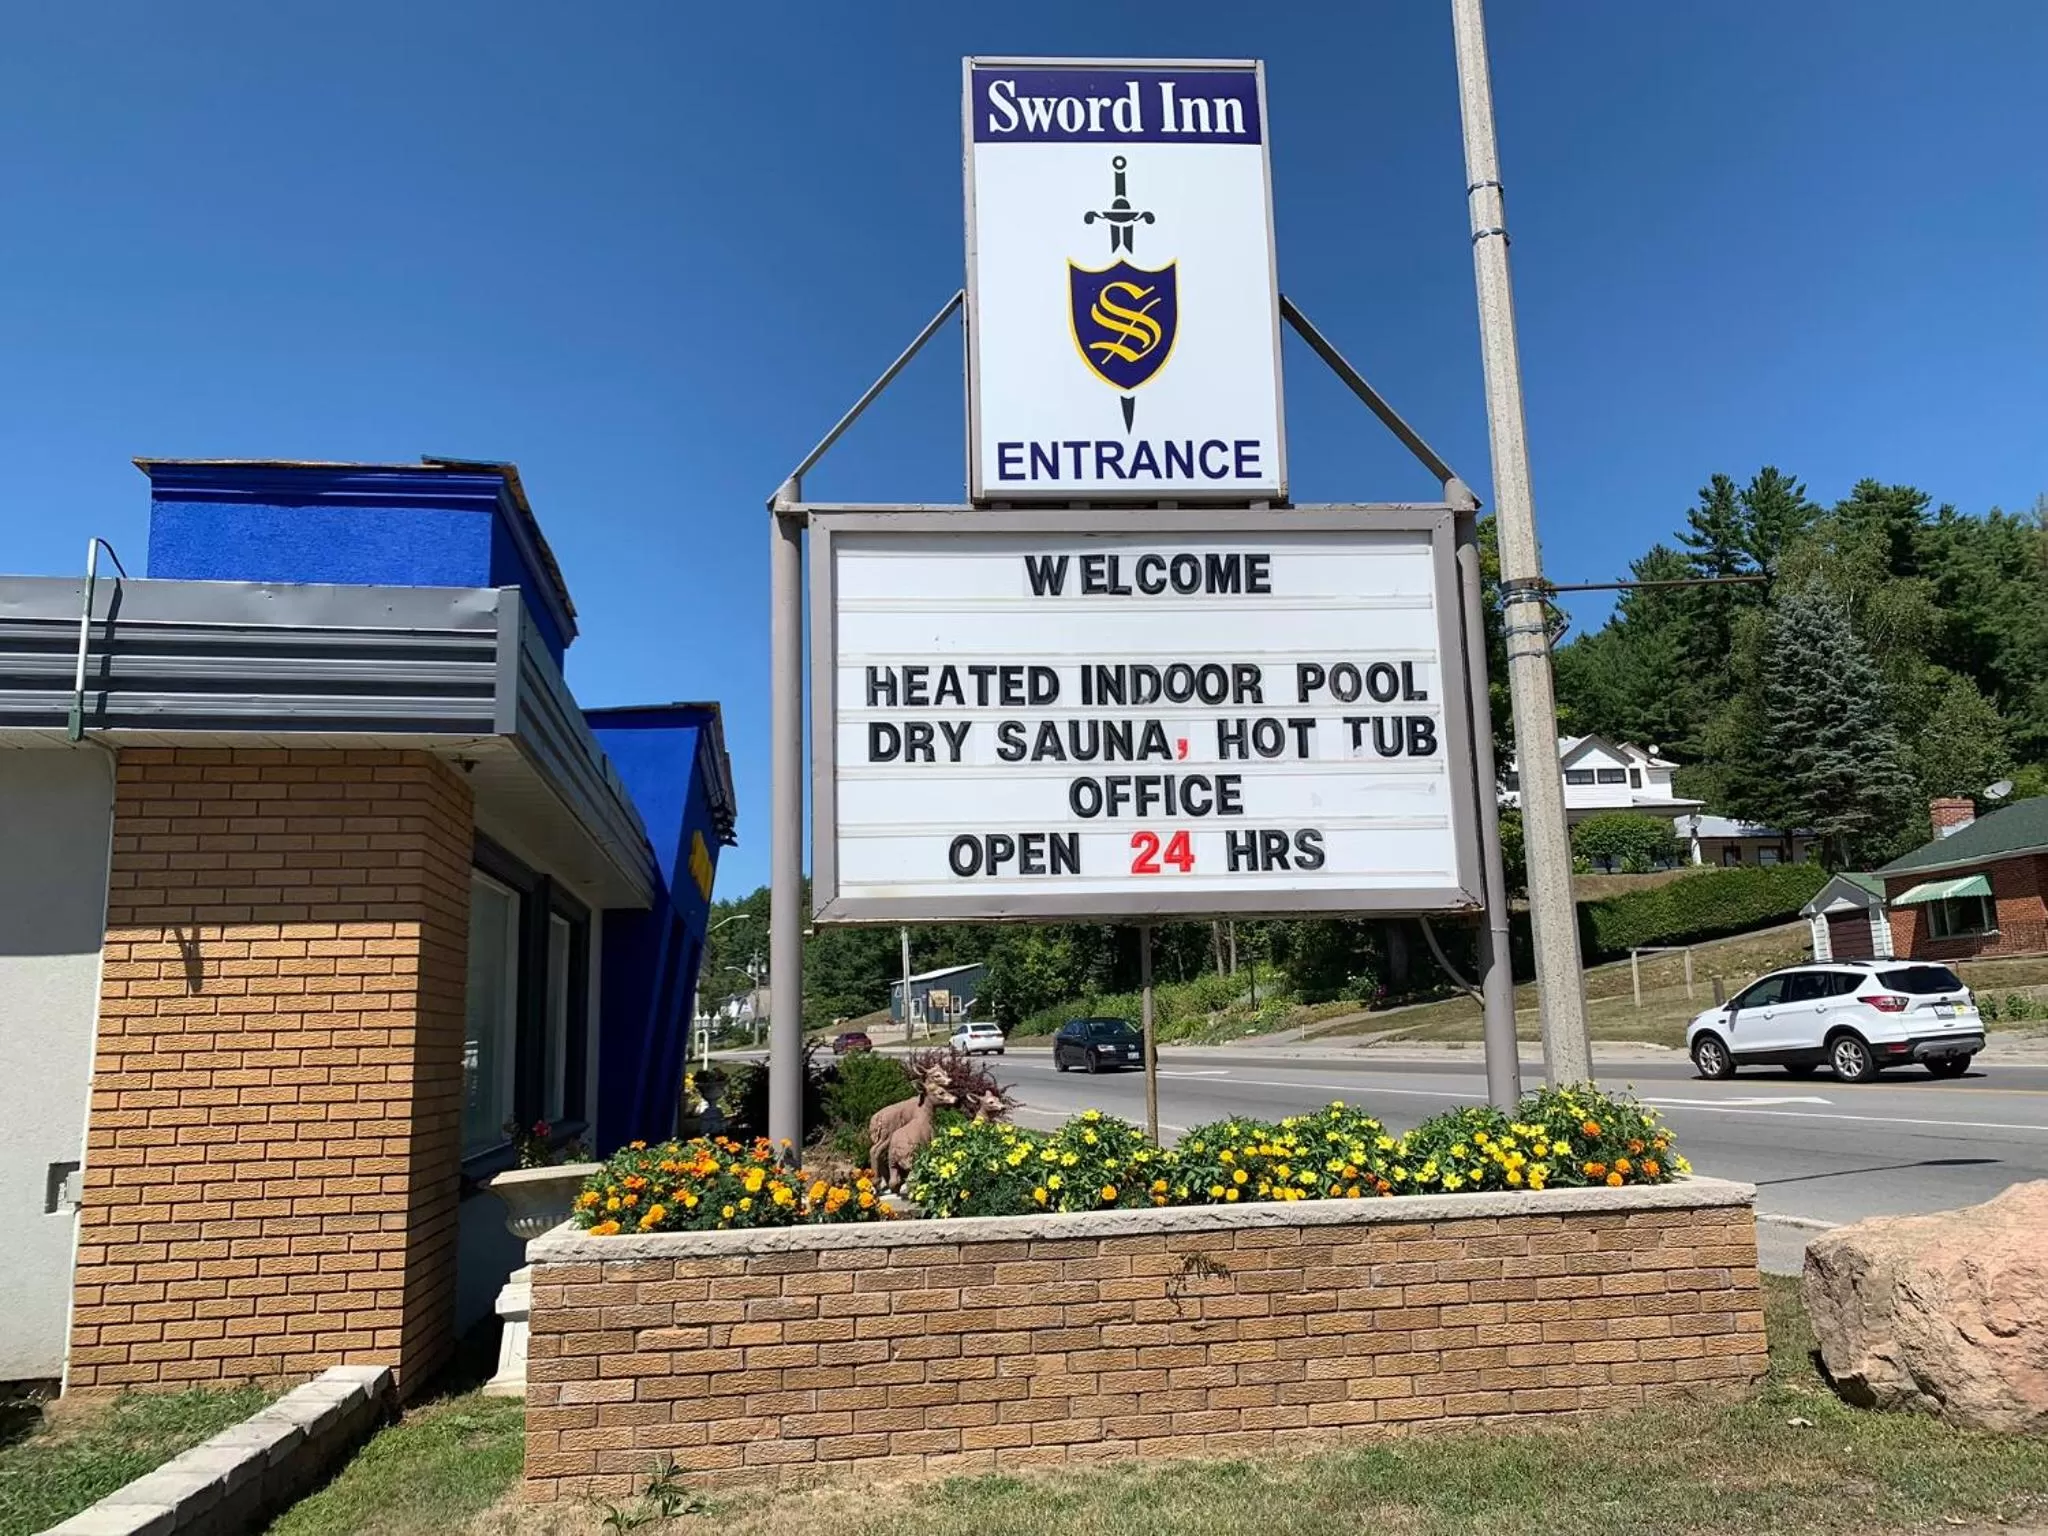 Sword Inn
S
ENTRANCE
WELCOME
HEATED INDOOR POOL
DRY SAUNA, HOT TUB
OFFICE
OPEN 24 HRS